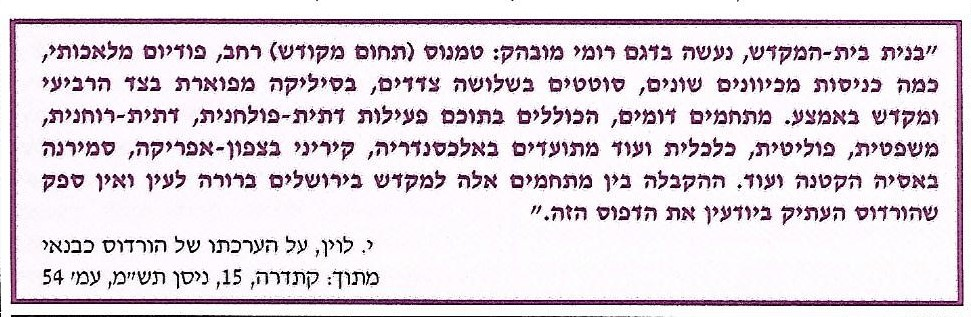 "בנית בית-המקדש, נעשה בדגם רומי מובהק: טמנוס (תחום מקודש) רחב, פודיום מלאכותי,
כמה כניסות מכיוונים שונים, סוטטים בשלושה צדדים, בסיליקה מפוארת בצד הרביעי
ומקדש באמצע. מתחמים דומים, הכוללים בתוכם פעילות דתית-פולחנית, דתית-רוחנית,
משפטית, פוליטית, כלכלית ועוד מתועדים באלכסנדריה, קיריני בצפון-אפריקה, סמירנה
באסיה הקטנה ועוד. ההקבלה בין מתחמים אלה למקדש בירושלים ברורה לעין ואין ספק
שהורדוס העתיק ביודעין את הדפוס הזה."
י. לוין, על הערכתו של הורדוס כבנאי
מתוך: קתדרה, 15, ניסן תש"מ, עמ' 54